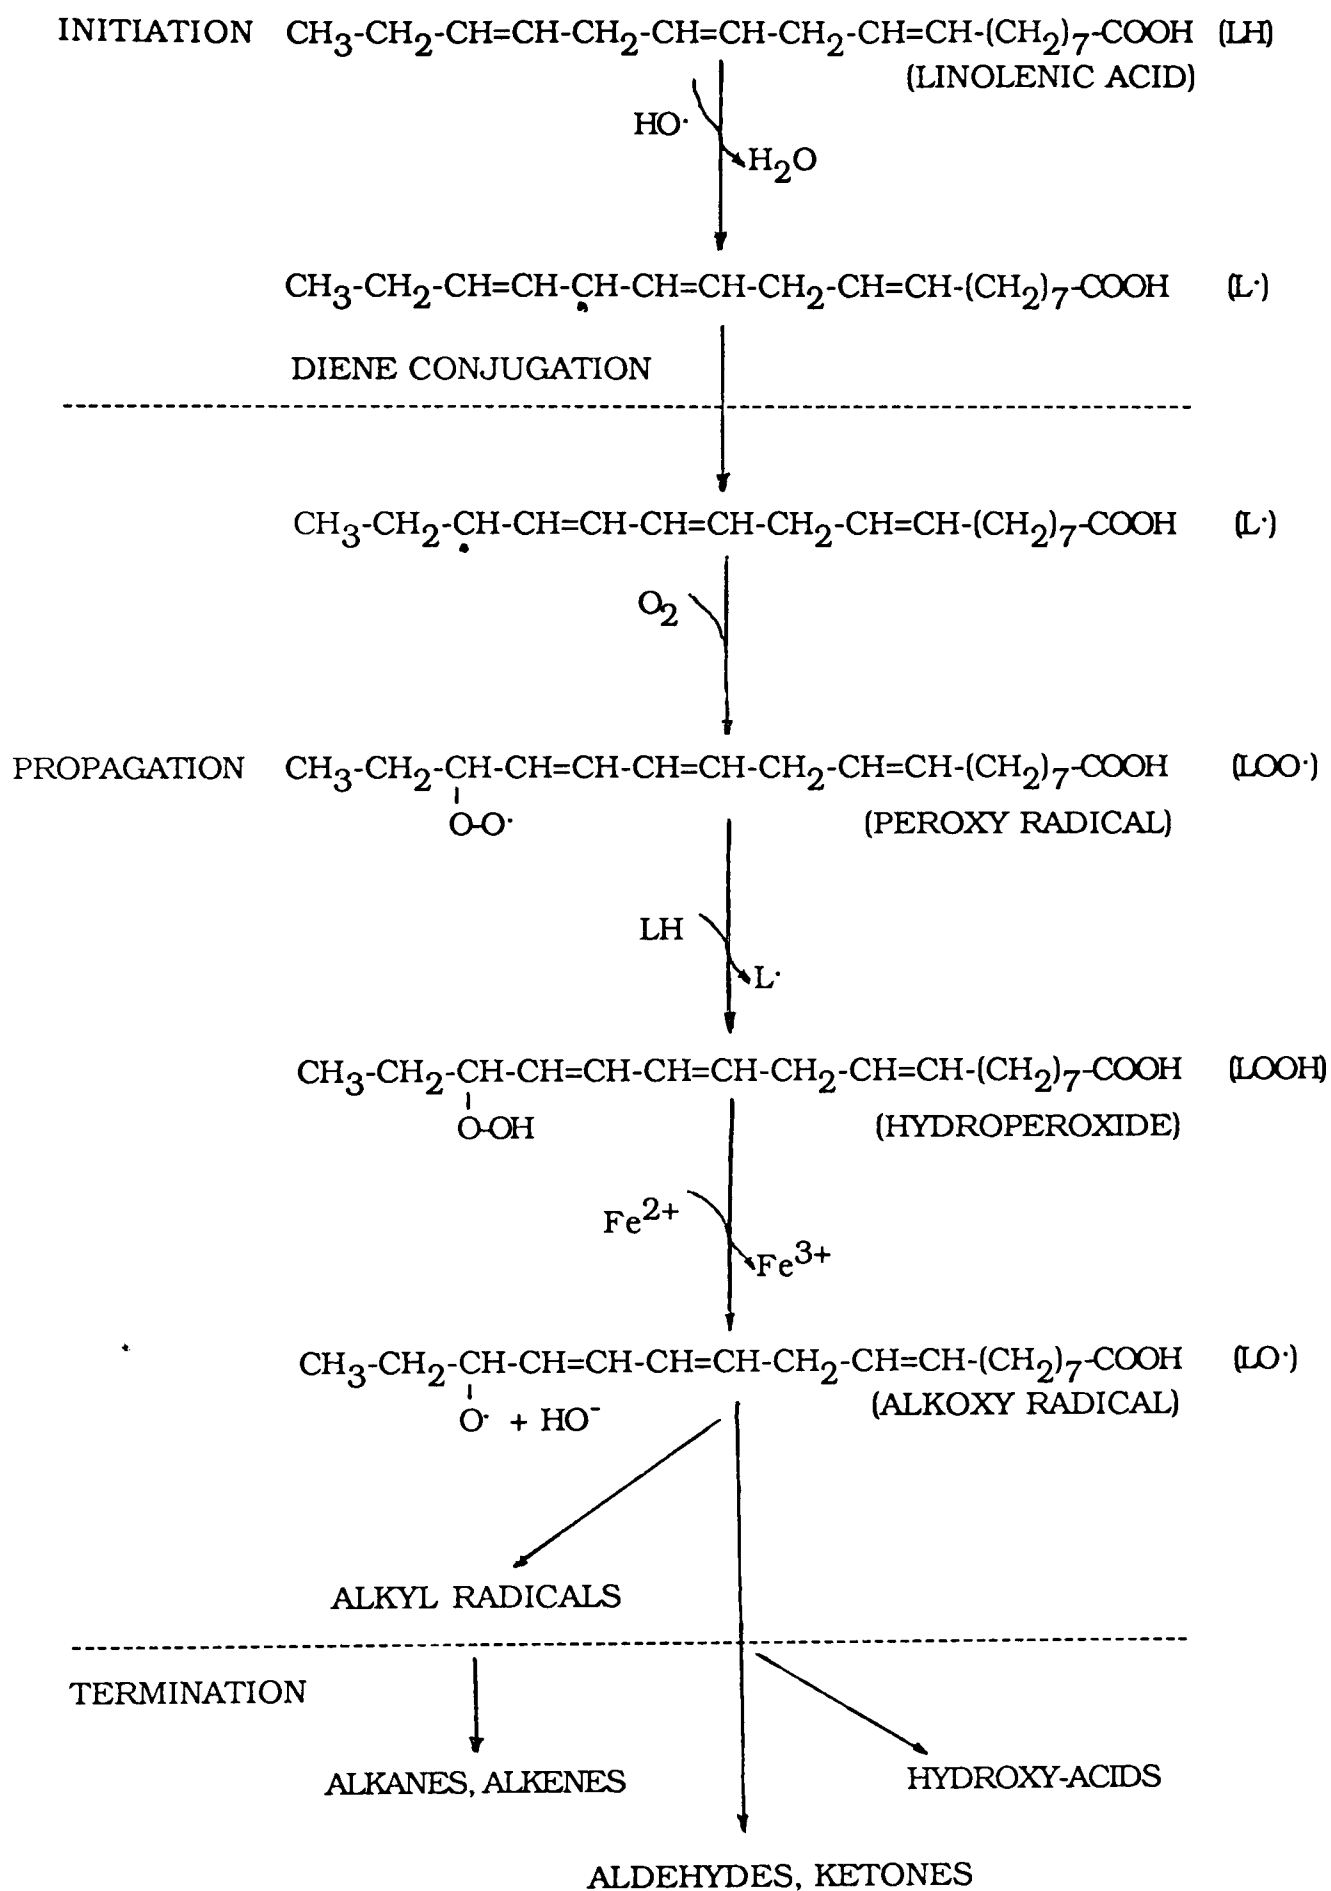 INITIATION CH3-CH2-CH=CH-CH2-CH=CH-CH2-CH=CH-(CH2)7-COOH (LH)
(LINOLENIC ACID)
HO·
H2O
CH3-CH2-CH=CH-CH-CH=CH-CH2-CH=CH-(CH2)7-COOH (L·)
DIENE CONJUGATION
CH3-CH2-CH-CH=CH-CH=CH-CH2-CH=CH-(CH2)7-COOH (L·)
O2
PROPAGATION CH3-CH2-CH-CH=CH-CH=CH-CH2-CH=CH-(CH2)7-COOH (LOO·)
O-O· (PEROXY RADICAL)
LH
L·
CH3-CH2-CH-CH=CH-CH=CH-CH2-CH=CH-(CH2)7-COOH (LOOH)
O-OH (HYDROPEROXIDE)
Fe2+
Fe3+
CH3-CH2-CH-CH=CH-CH=CH-CH2-CH=CH-(CH2)7-COOH (LO·)
O· + HO- (ALKOXY RADICAL)
ALKYL RADICALS
TERMINATION
ALKANES, ALKENES
HYDROXY-ACIDS
ALDEHYDES, KETONES